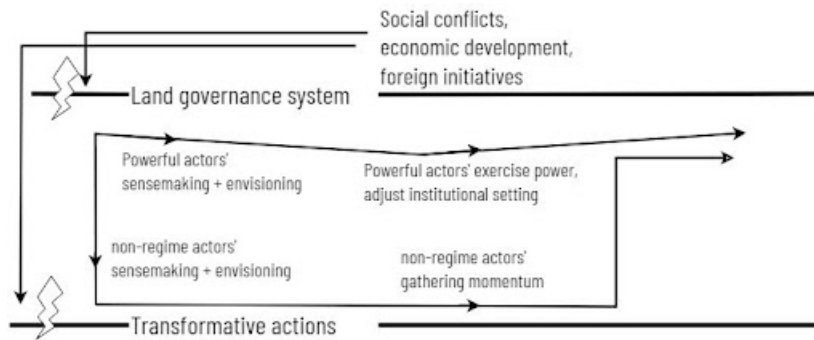 Social conflicts,
economic development,
foreign initiatives
Land governance system
Powerful actors'
sensemaking + envisioning
Powerful actors' exercise power,
adjust institutional setting
non-regime actors'
sensemaking + envisioning
non-regime actors'
gathering momentum
Transformative actions